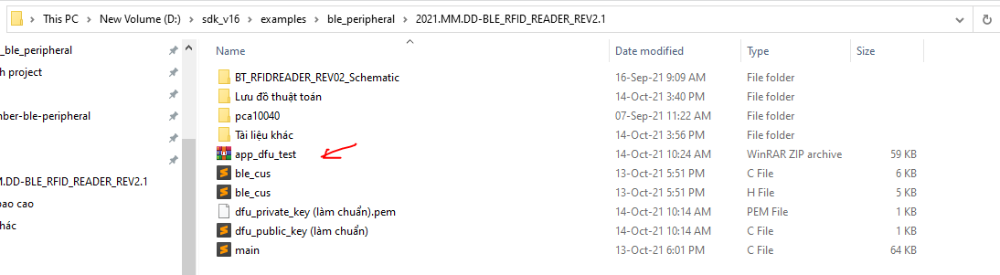 This PC > New Volume (D:) > sdk_v16 > examples > ble_peripheral > 2021.MM.DD-BLE_RFID_READER_REV2.1
_ble_peripheral
h project
nber-ble-peripheral
M.DD-BLE_RFID_READER_REV2.1
bao cao
hác
Name Date modified Type Size
BT_RFIDREADER_REV02_Schematic 16-Sep-21 9:09 AM File folder
Lưu đồ thuật toán 14-Oct-21 3:40 PM File folder
pca10040 07-Sep-21 11:22 AM File folder
Tài liệu khác 14-Oct-21 3:56 PM File folder
app_dfu_test 14-Oct-21 10:24 AM WinRAR ZIP archive 59 KB
ble_cus 13-Oct-21 5:51 PM C File 6 KB
ble_cus 13-Oct-21 5:51 PM H File 5 KB
dfu_private_key (làm chuẩn).pem 14-Oct-21 10:14 AM PEM File 1 KB
dfu_public_key (làm chuẩn) 14-Oct-21 10:14 AM C File 1 KB
main 13-Oct-21 6:01 PM C File 64 KB